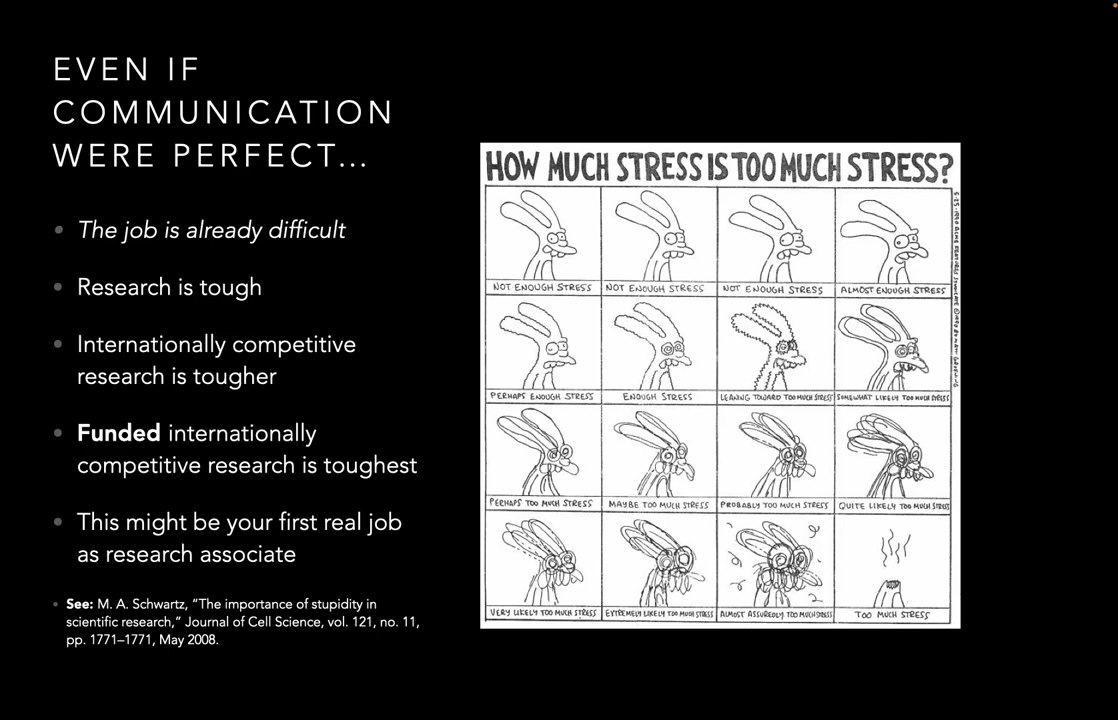 EVEN IF
COMMUNICATION
WERE PERFECT...
• The job is already difficult
• Research is tough
• Internationally competitive
research is tougher
• Funded internationally
competitive research is toughest
• This might be your first real job
as research associate
• See: M. A. Schwartz, “The importance of stupidity in
scientific research,” Journal of Cell Science, vol. 121, no. 11,
pp. 1771–1771, May 2008.
HOW MUCH STRESS IS TOO MUCH STRESS?
NOT ENOUGH STRESS
NOT ENOUGH STRESS
NOT ENOUGH STRESS
ALMOST ENOUGH STRESS
PERHAPS ENOUGH STRESS
ENOUGH STRESS
LEANING TOWARD TOO MUCH STRESS
SOMEWHAT LIKELY TOO MUCH STRESS
PERHAPS TOO MUCH STRESS
MAYBE TOO MUCH STRESS
PROBABLY TOO MUCH STRESS
QUITE LIKELY TOO MUCH STRESS
VERY LIKELY TOO MUCH STRESS
EXTREMELY LIKELY TOO MUCH STRESS
ALMOST ASSUREDLY TOO MUCH STRESS
TOO MUCH STRESS